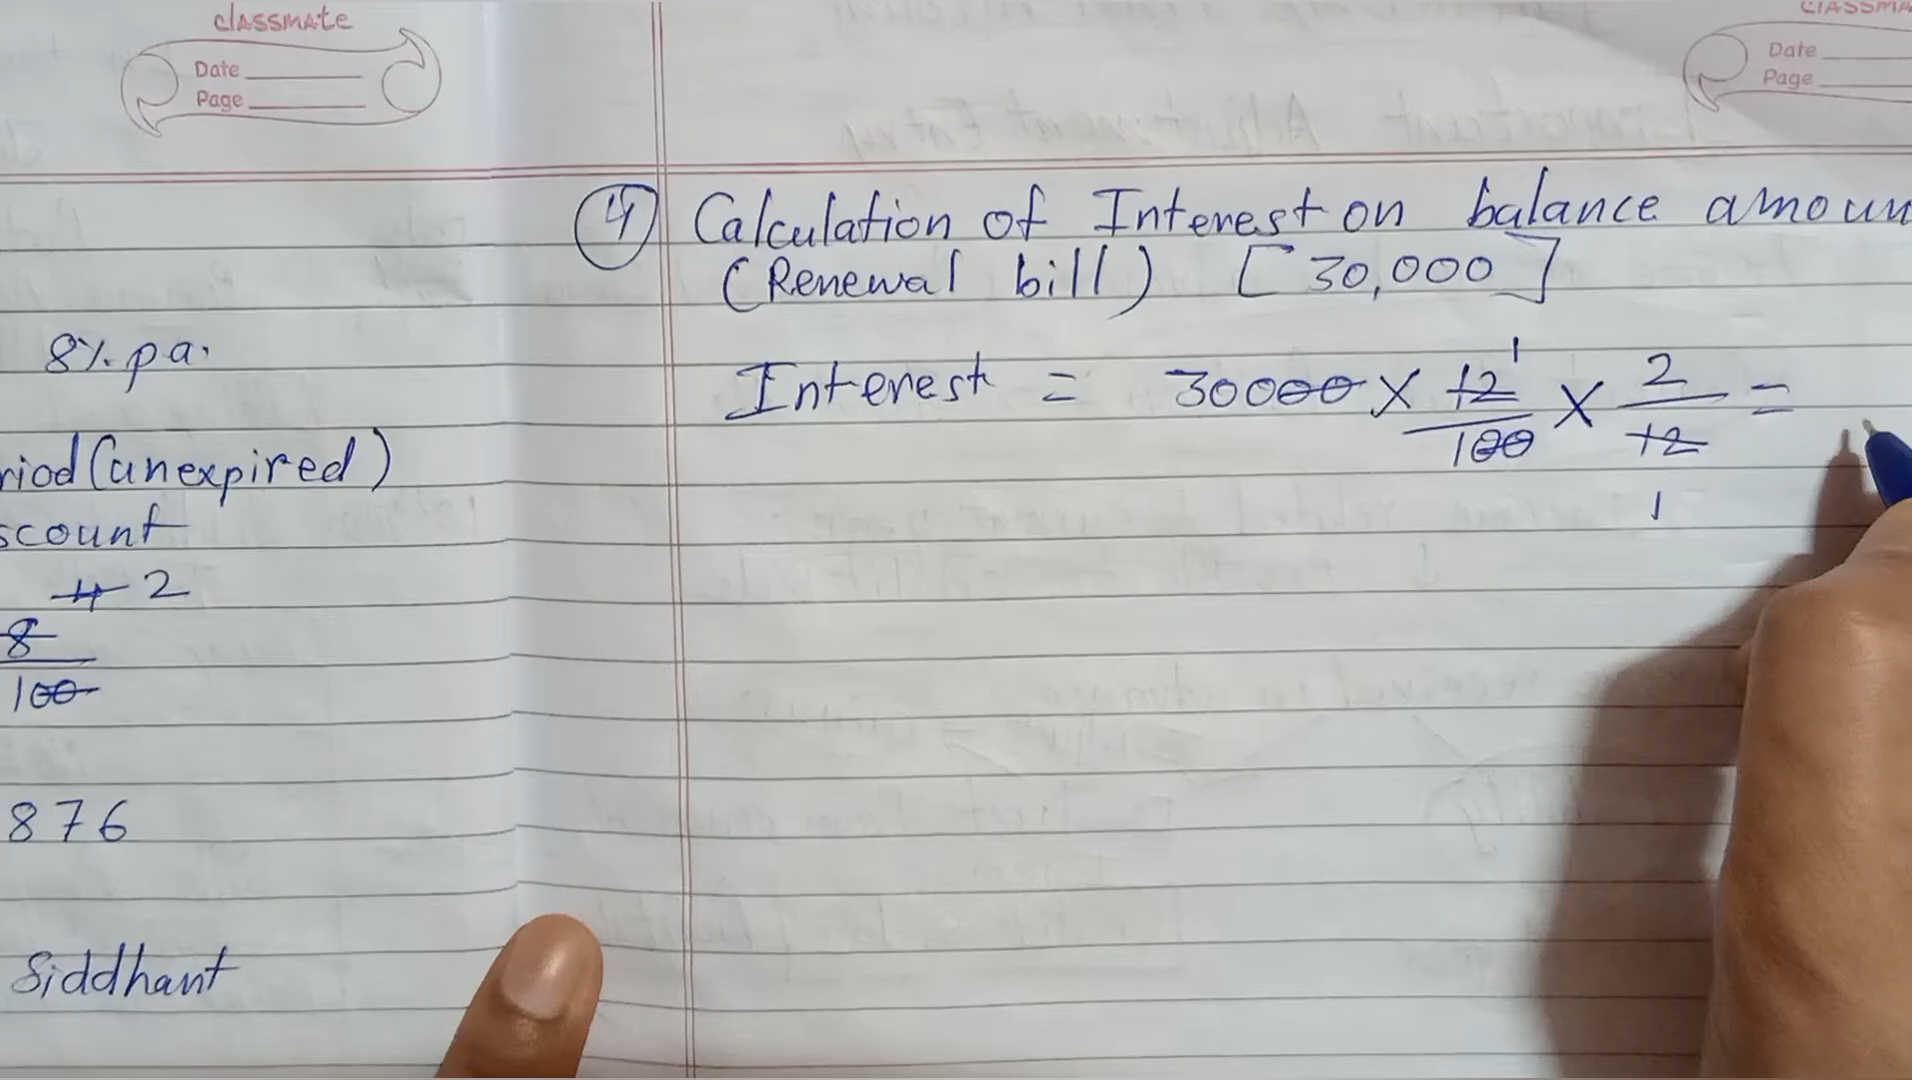 classmate
Date
Page
8% p.a.
riod (unexpired)
scount
4 2
8
100
876
Siddhant
CLASSMA
Date
Page
4 Calculation of Interest on balance amoun
(Renewal bill) [30,000]
Interest = 30000 × 12/100 × 2/12 =
1
1